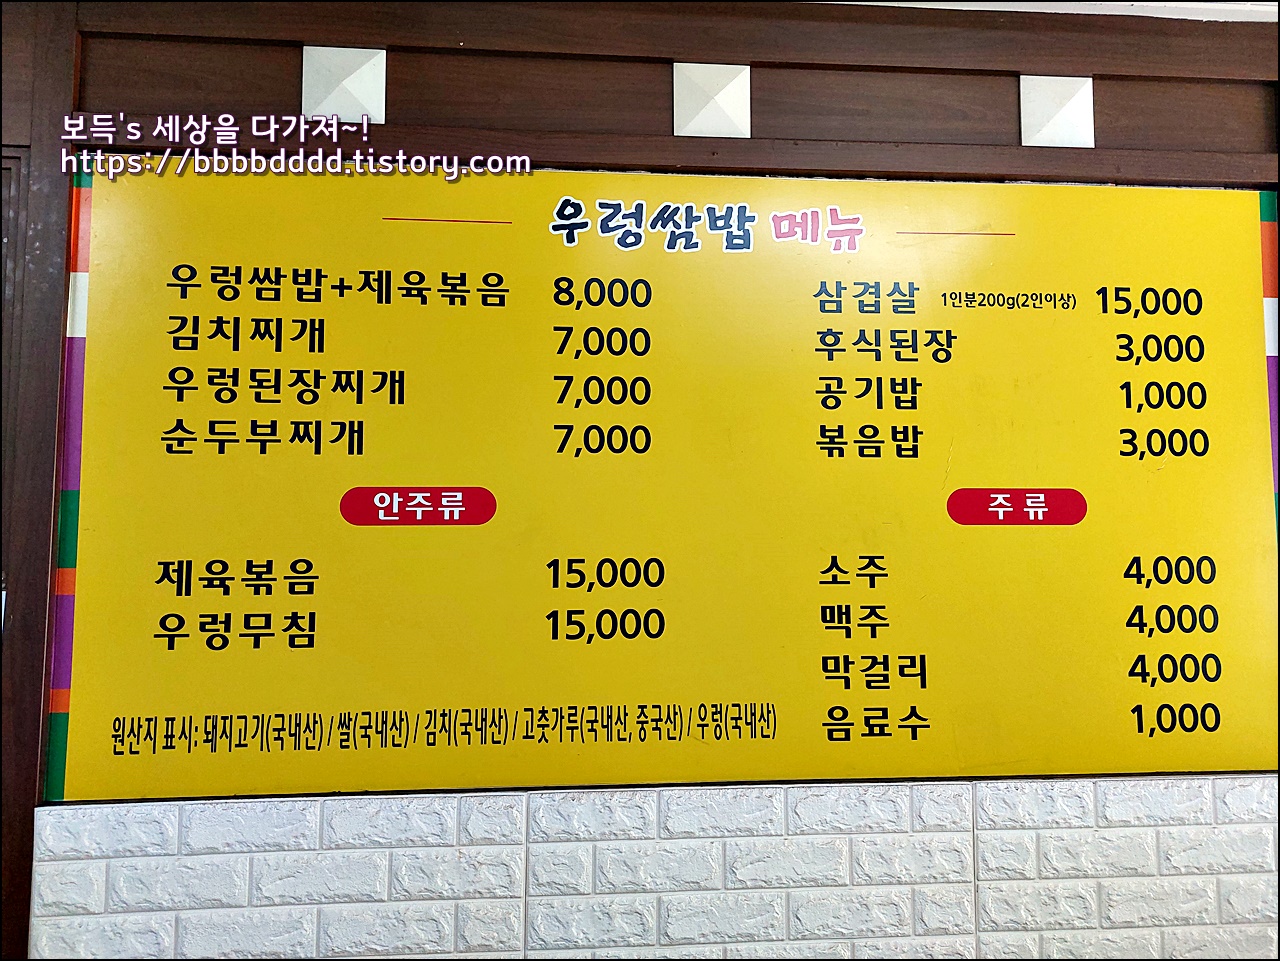 보득's 세상을 다가져~!
https://bbbbdddd.tistory.com
우렁쌈밥 메뉴
우렁쌈밥+제육볶음 8,000
김치찌개 7,000
우렁된장찌개 7,000
순두부찌개 7,000
삼겹살 1인분200g(2인이상) 15,000
후식된장 3,000
공기밥 1,000
볶음밥 3,000
안주류
제육볶음 15,000
우렁무침 15,000
주류
소주 4,000
맥주 4,000
막걸리 4,000
음료수 1,000
원산지 표시: 돼지고기(국내산) / 쌀(국내산) / 김치(국내산) / 고춧가루(국내산, 중국산) / 우렁(국내산)